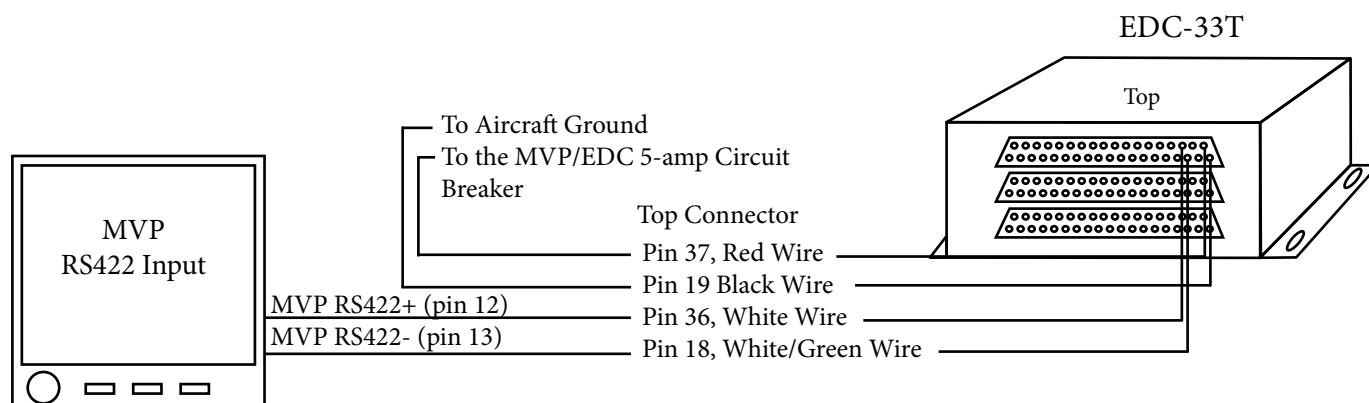 EDC-33T
Top
To Aircraft Ground
To the MVP/EDC 5-amp Circuit
Breaker
Top Connector
MVP
RS422 Input
Pin 37, Red Wire
Pin 19 Black Wire
MVP RS422+ (pin 12)
Pin 36, White Wire
MVP RS422- (pin 13)
Pin 18, White/Green Wire